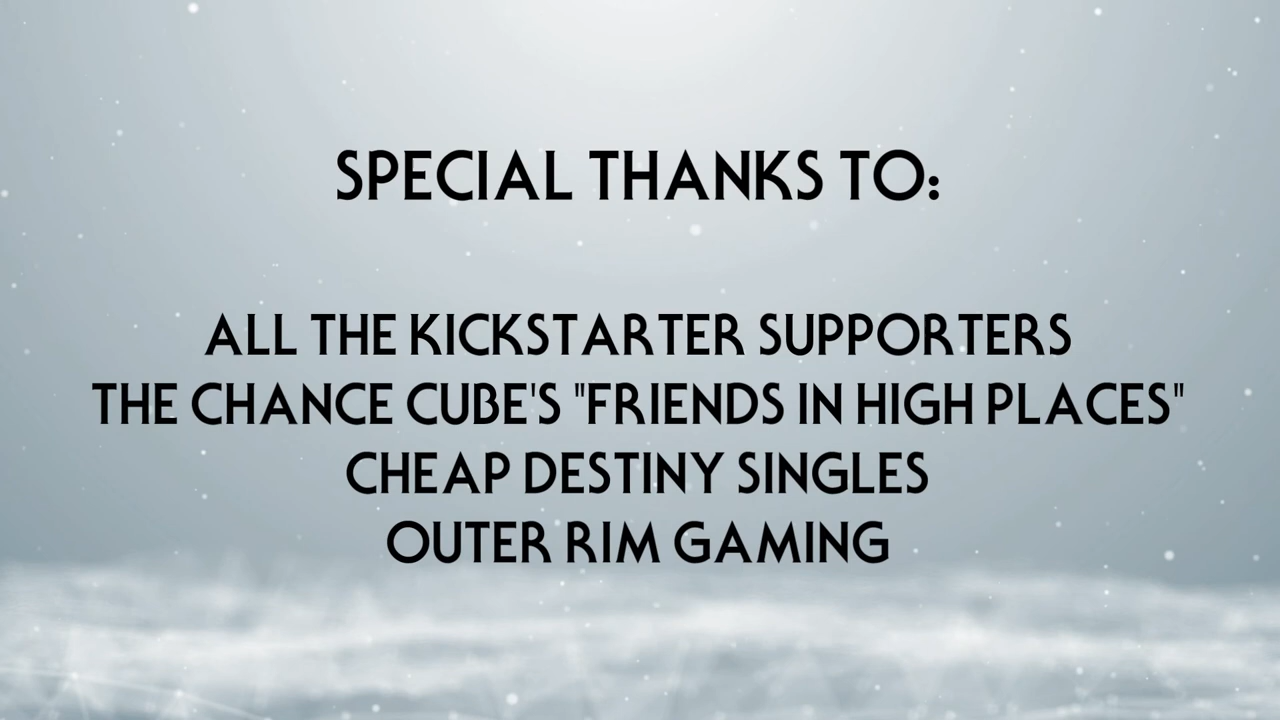 SPECIAL THANKS TO:
ALL THE KICKSTARTER SUPPORTERS
THE CHANCE CUBE'S "FRIENDS IN HIGH PLACES"
CHEAP DESTINY SINGLES
OUTER RIM GAMING